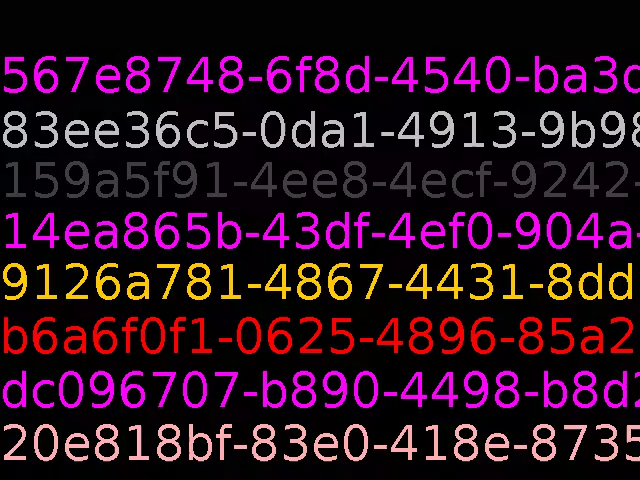 567e8748-6f8d-4540-ba3d
83ee36c5-0da1-4913-9b98
159a5f91-4ee8-4ecf-9242-
14ea865b-43df-4ef0-904a-
9126a781-4867-4431-8dd
b6a6f0f1-0625-4896-85a2
dc096707-b890-4498-b8d2
20e818bf-83e0-418e-8735